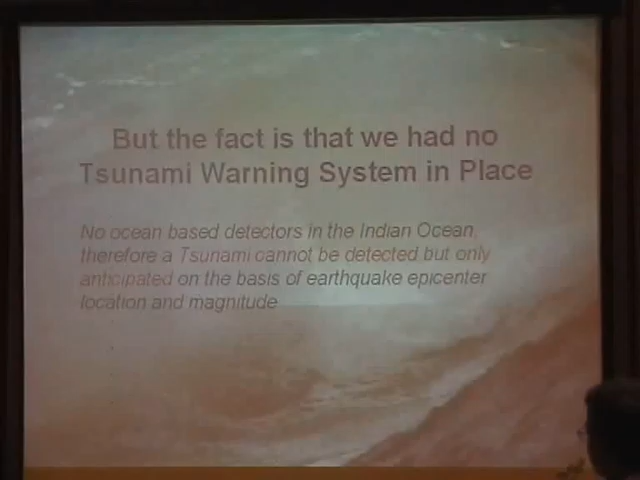 But the fact is that we had no
Tsunami Warning System in Place
No ocean based detectors in the Indian Ocean,
therefore a Tsunami cannot be detected but only
anticipated on the basis of earthquake epicenter
location and magnitude